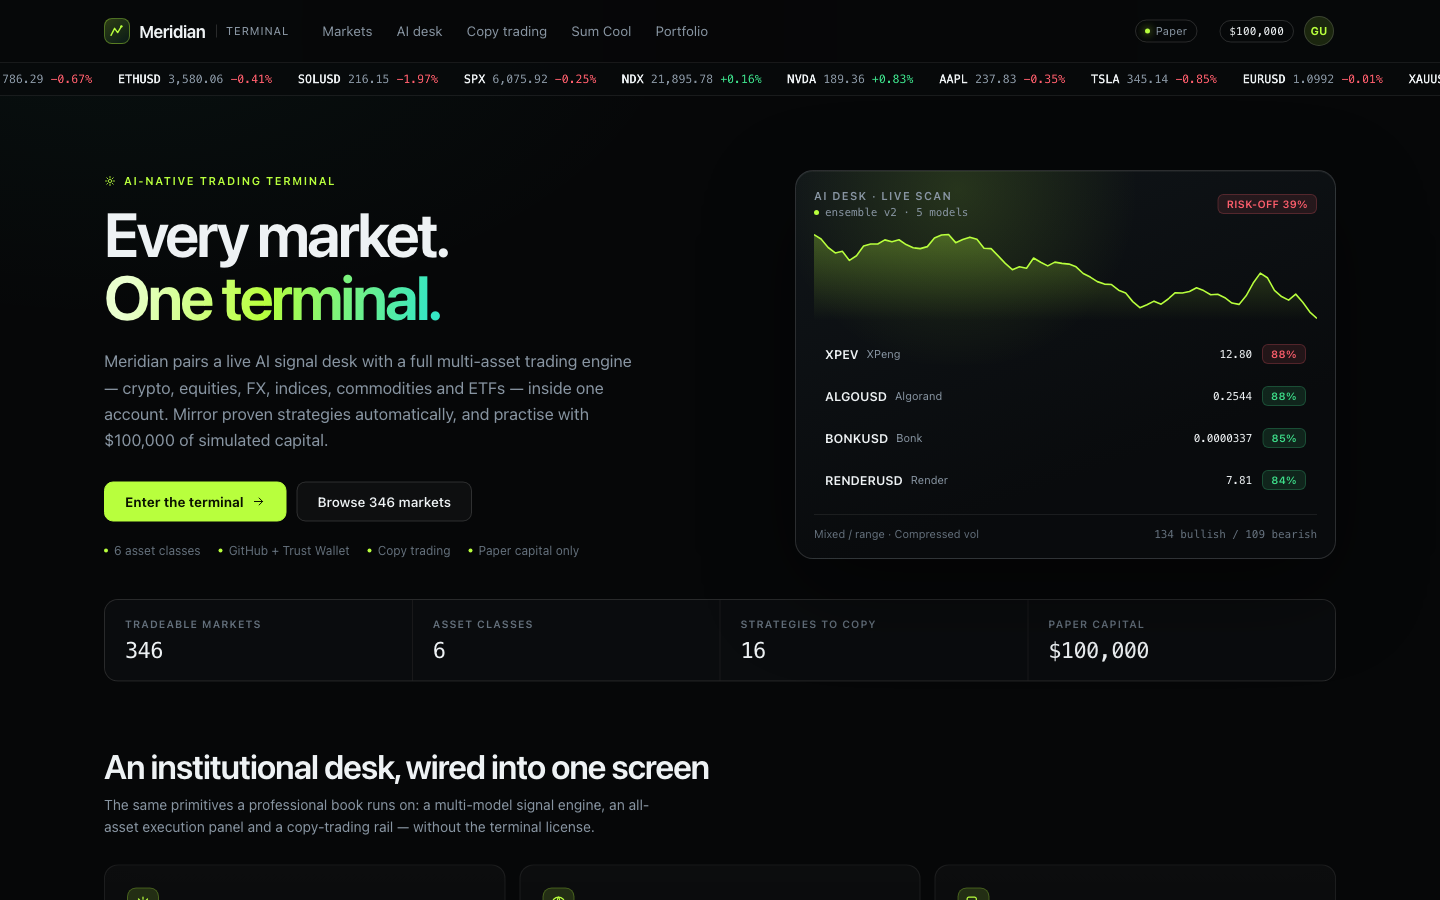 Meridian TERMINAL Markets AI desk Copy trading Sum Cool Portfolio Paper $100,000 GU
786.29 −0.67% ETHUSD 3,580.06 −0.41% SOLUSD 216.15 −1.97% SPX 6,075.92 −0.25% NDX 21,895.78 +0.16% NVDA 189.36 +0.83% AAPL 237.83 −0.35% TSLA 345.14 −0.85% EURUSD 1.0992 −0.01%
AI-NATIVE TRADING TERMINAL
Every market.
One terminal.
Meridian pairs a live AI signal desk with a full multi-asset trading engine
— crypto, equities, FX, indices, commodities and ETFs — inside one
account. Mirror proven strategies automatically, and practise with
$100,000 of simulated capital.
Enter the terminal → Browse 346 markets
• 6 asset classes • GitHub + Trust Wallet • Copy trading • Paper capital only
AI DESK · LIVE SCAN
ensemble v2 · 5 models
RISK-OFF 39%
XPEV XPeng 12.80 88%
ALGOUSD Algorand 0.2544 88%
BONKUSD Bonk 0.0000337 85%
RENDERUSD Render 7.81 84%
Mixed / range · Compressed vol 134 bullish / 109 bearish
TRADEABLE MARKETS
346
ASSET CLASSES
6
STRATEGIES TO COPY
16
PAPER CAPITAL
$100,000
An institutional desk, wired into one screen
The same primitives a professional book runs on: a multi-model signal engine, an all-
asset execution panel and a copy-trading rail — without the terminal license.